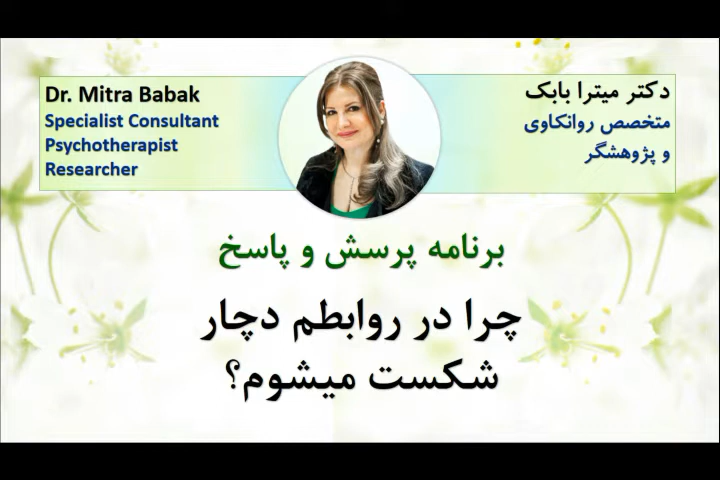 Dr. Mitra Babak
Specialist Consultant
Psychotherapist
Researcher
دکتر میترا بابک
متخصص روانکاوی
و پژوهشگر
برنامه پرسش و پاسخ
چرا در روابطم دچار
شکست میشوم؟